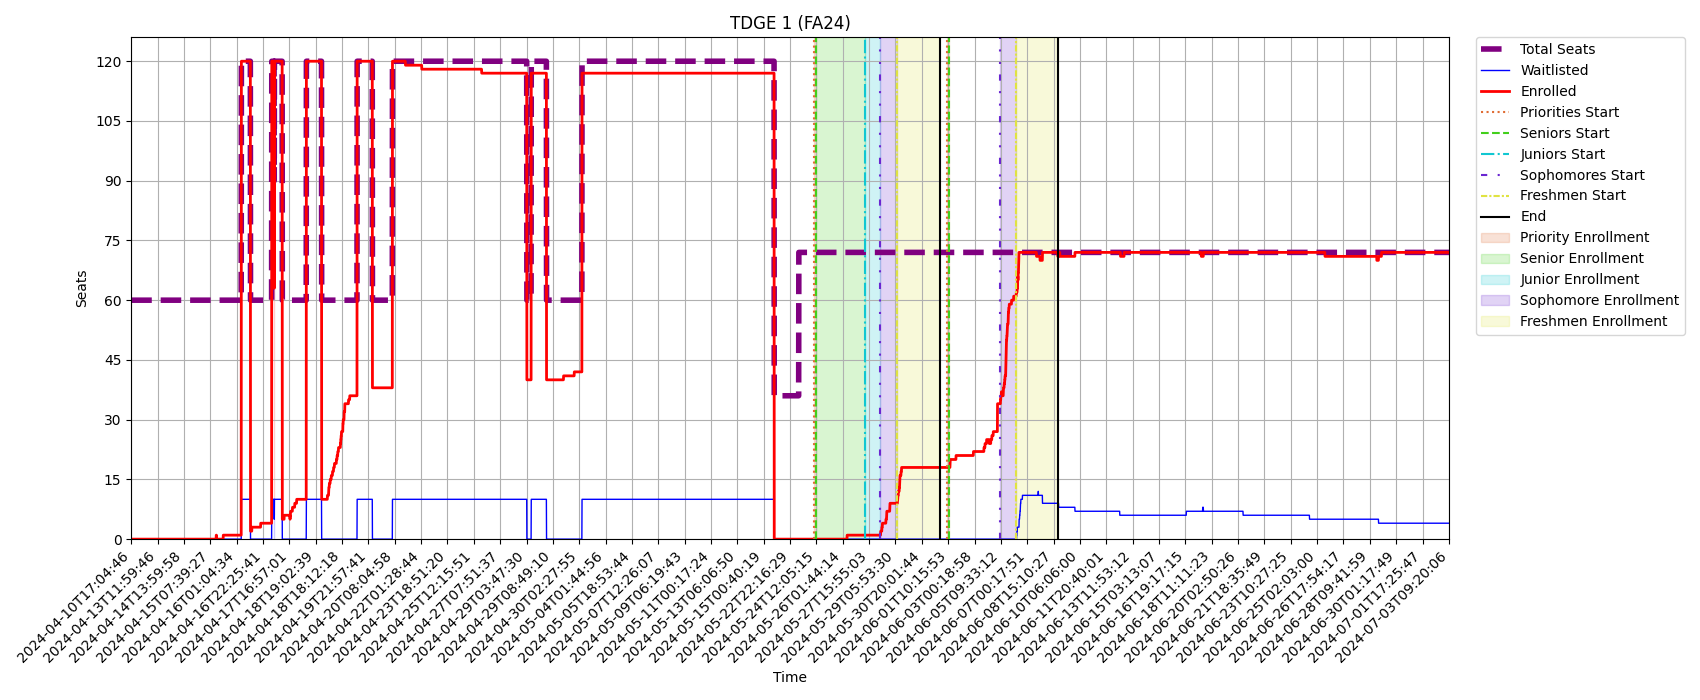 TDGE 1 (FA24)
Seats
120
105
90
75
60
45
30
15
0
2024-04-10T17:04:46
2024-04-13T11:59:46
2024-04-14T13:59:58
2024-04-15T07:39:27
2024-04-16T01:04:34
2024-04-16T22:25:41
2024-04-17T16:57:01
2024-04-18T19:02:39
2024-04-18T18:12:18
2024-04-19T21:57:41
2024-04-20T08:04:58
2024-04-22T01:28:44
2024-04-23T18:51:20
2024-04-25T12:15:51
2024-04-27T07:51:37
2024-04-29T03:47:30
2024-04-29T08:49:10
2024-04-30T02:27:55
2024-05-04T01:44:56
2024-05-05T18:53:44
2024-05-07T12:26:07
2024-05-09T06:19:43
2024-05-11T00:17:24
2024-05-13T06:06:50
2024-05-15T00:40:19
2024-05-22T22:16:29
2024-05-24T12:05:15
2024-05-26T01:44:14
2024-05-27T15:55:03
2024-05-29T05:53:30
2024-05-30T20:01:44
2024-06-01T10:15:53
2024-06-03T00:18:58
2024-06-05T09:33:12
2024-06-07T00:17:51
2024-06-08T15:10:27
2024-06-10T06:06:00
2024-06-11T20:40:01
2024-06-13T11:53:12
2024-06-15T03:13:07
2024-06-16T19:17:15
2024-06-18T11:11:23
2024-06-20T02:50:26
2024-06-21T18:35:49
2024-06-23T10:27:25
2024-06-25T02:03:00
2024-06-26T17:54:17
2024-06-28T09:41:59
2024-06-30T01:17:49
2024-07-01T17:25:47
2024-07-03T09:20:06
Time
Total Seats
Waitlisted
Enrolled
Priorities Start
Seniors Start
Juniors Start
Sophomores Start
Freshmen Start
End
Priority Enrollment
Senior Enrollment
Junior Enrollment
Sophomore Enrollment
Freshmen Enrollment